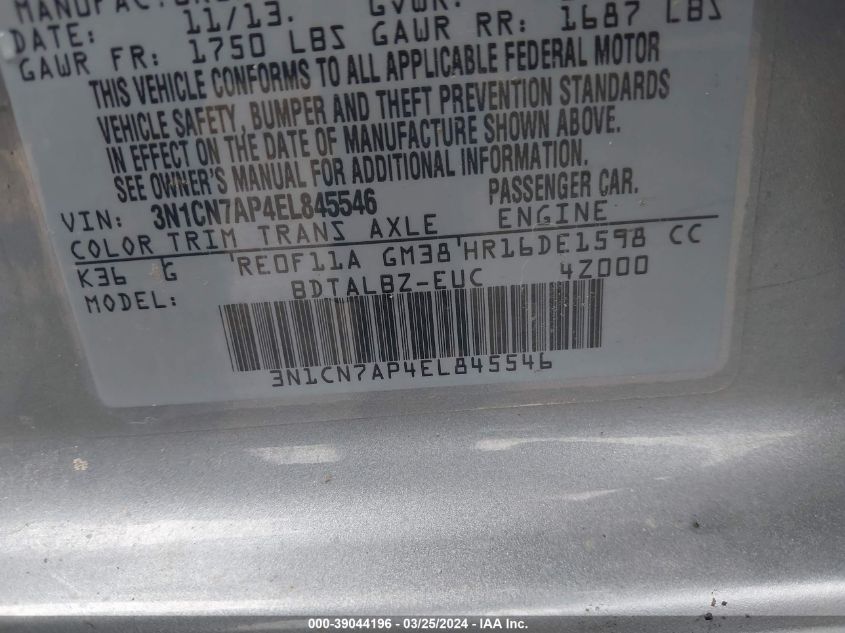 DATE: 11/13. GVWR:
GAWR FR: 1750 LBS GAWR RR: 1687 LBS
THIS VEHICLE CONFORMS TO ALL APPLICABLE FEDERAL MOTOR
VEHICLE SAFETY, BUMPER AND THEFT PREVENTION STANDARDS
IN EFFECT ON THE DATE OF MANUFACTURE SHOWN ABOVE.
SEE OWNER'S MANUAL FOR ADDITIONAL INFORMATION.
VIN: 3N1CN7AP4EL845546 PASSENGER CAR.
COLOR TRIM TRANS AXLE ENGINE
K36 G RE0F11A GM38 HR16DE1598 CC
MODEL: BDTALBZ-EUC 4Z000
3N1CN7AP4EL845546
000-39044196 - 03/25/2024 - IAA Inc.